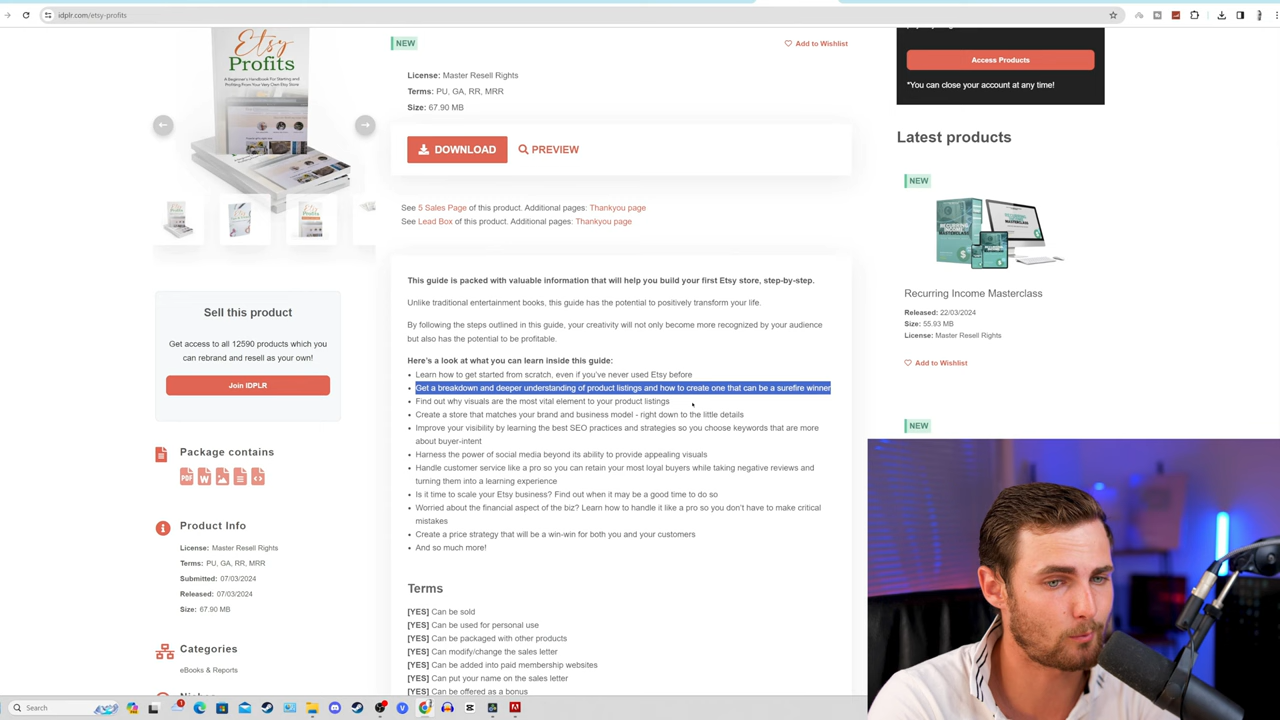 idplr.com/etsy-profits
Etsy
Profits
A Beginner's Handbook For Starting and
Profiting From Your Very Own Etsy Store
NEW
Add to Wishlist
License: Master Resell Rights
Terms: PU, GA, RR, MRR
Size: 67.90 MB
DOWNLOAD
PREVIEW
See 5 Sales Page of this product. Additional pages: Thankyou page
See Lead Box of this product. Additional pages: Thankyou page
This guide is packed with valuable information that will help you build your first Etsy store, step-by-step.
Unlike traditional entertainment books, this guide has the potential to positively transform your life.
By following the steps outlined in this guide, your creativity will not only become more recognized by your audience
but also has the potential to be profitable.
Here's a look at what you can learn inside this guide:
• Learn how to get started from scratch, even if you've never used Etsy before
• Get a breakdown and deeper understanding of product listings and how to create one that can be a surefire winner
• Find out why visuals are the most vital element to your product listings
• Create a store that matches your brand and business model - right down to the little details
• Improve your visibility by learning the best SEO practices and strategies so you choose keywords that are more
about buyer-intent
• Harness the power of social media beyond its ability to provide appealing visuals
• Handle customer service like a pro so you can retain your most loyal buyers while taking negative reviews and
turning them into a learning experience
• Is it time to scale your Etsy business? Find out when it may be a good time to do so
• Worried about the financial aspect of the biz? Learn how to handle it like a pro so you don't have to make critical
mistakes
• Create a price strategy that will be a win-win for both you and your customers
• And so much more!
Terms
[YES] Can be sold
[YES] Can be used for personal use
[YES] Can be packaged with other products
[YES] Can modify/change the sales letter
[YES] Can be added into paid membership websites
[YES] Can put your name on the sales letter
[YES] Can be offered as a bonus
Sell this product
Get access to all 12590 products which you
can rebrand and resell as your own!
Join IDPLR
Package contains
PDF
W
Product Info
License: Master Resell Rights
Terms: PU, GA, RR, MRR
Submitted: 07/03/2024
Released: 07/03/2024
Size: 67.90 MB
Categories
eBooks & Reports
Access Products
*You can close your account at any time!
Latest products
NEW
RECURRING
INCOME
MASTERCLASS
Recurring Income Masterclass
Released: 22/03/2024
Size: 55.93 MB
License: Master Resell Rights
Add to Wishlist
NEW
Search